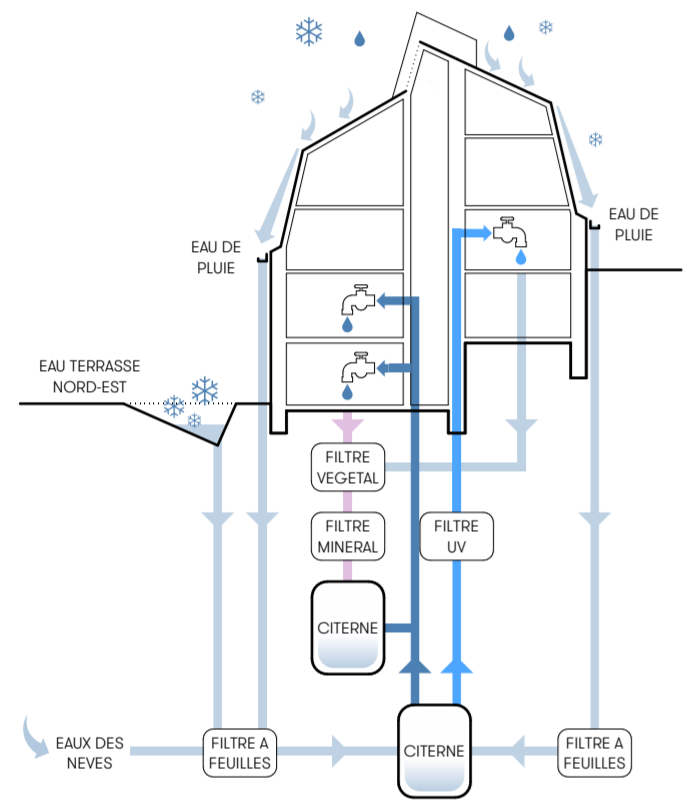 EAU DE
PLUIE
EAU DE
PLUIE
EAU TERRASSE
NORD-EST
FILTRE
VEGETAL
FILTRE
MINERAL
FILTRE
UV
CITERNE
EAUX DES
NEVES
FILTRE A
FEUILLES
CITERNE
FILTRE A
FEUILLES